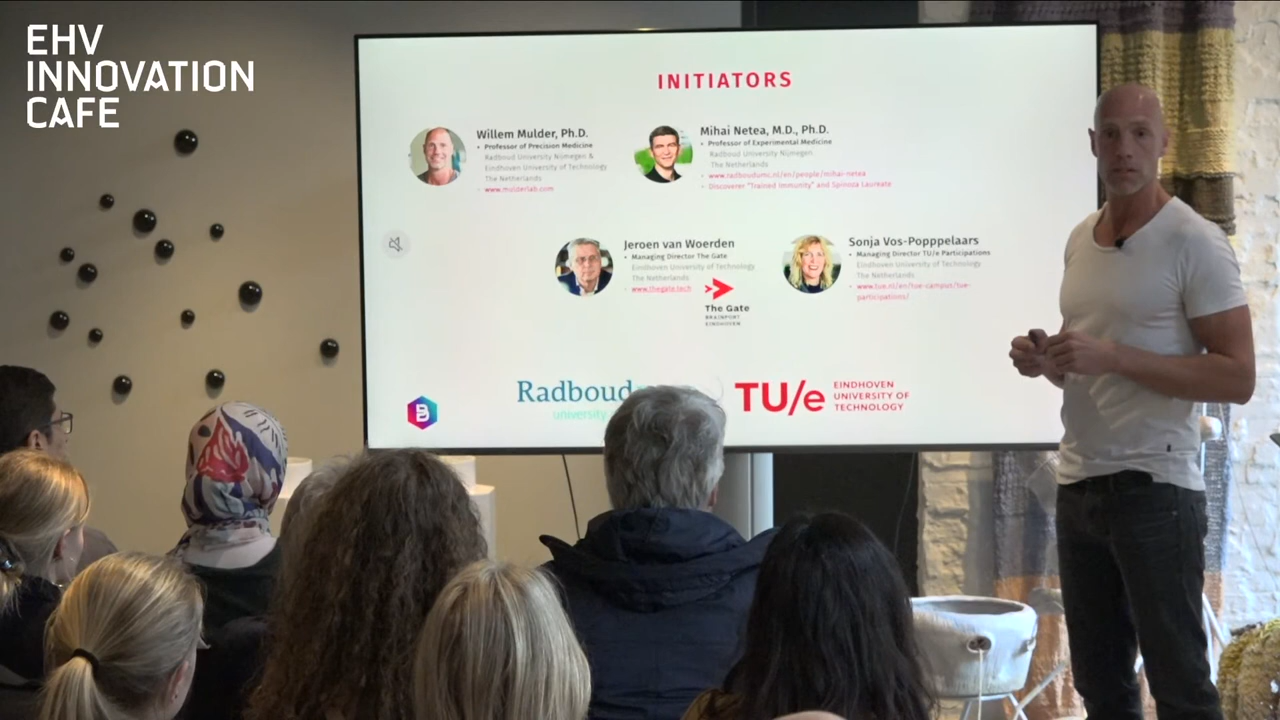 EHV
INNOVATION
CAFE
INITIATORS
Willem Mulder, Ph.D.
• Professor of Precision Medicine
Radboud University Nijmegen &
Eindhoven University of Technology
The Netherlands
• www.mulderlab.com
Mihai Netea, M.D., Ph.D.
• Professor of Experimental Medicine
Radboud University Nijmegen
The Netherlands
• www.radboudumc.nl/en/people/mihai-netea
• Discoverer "Trained Immunity" and Spinoza Laureate
Jeroen van Woerden
• Managing Director The Gate
Eindhoven University of Technology
The Netherlands
• www.thegate.tech
The Gate
BRAINPORT
EINDHOVEN
Sonja Vos-Popppelaars
• Managing Director TU/e Participations
Eindhoven University of Technology
The Netherlands
• www.tue.nl/en/tue-campus/tue-
participations/
Radboud
university
TU/e
EINDHOVEN
UNIVERSITY OF
TECHNOLOGY